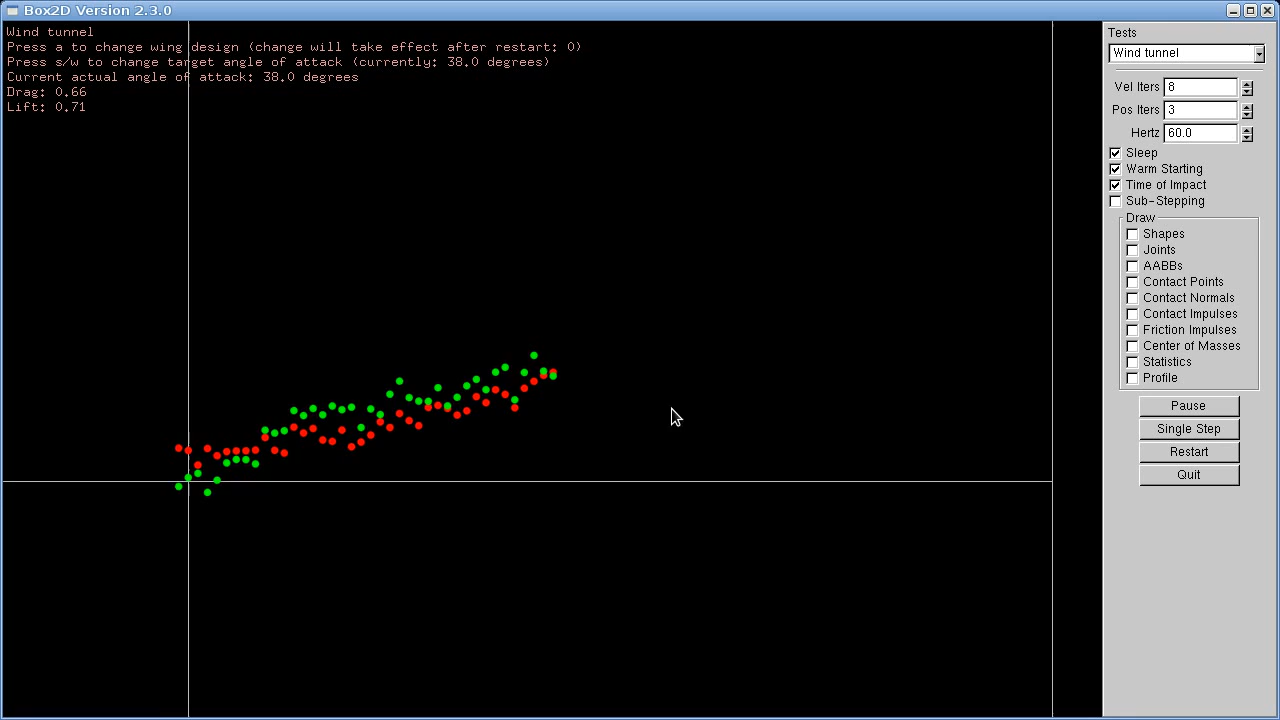 Box2D Version 2.3.0
Wind tunnel
Press a to change wing design (change will take effect after restart: 0)
Press s/w to change target angle of attack (currently: 38.0 degrees)
Current actual angle of attack: 38.0 degrees
Drag: 0.66
Lift: 0.71
Tests
Wind tunnel
Vel Iters 8
Pos Iters 3
Hertz 60.0
Sleep
Warm Starting
Time of Impact
Sub-Stepping
Draw
Shapes
Joints
AABBs
Contact Points
Contact Normals
Contact Impulses
Friction Impulses
Center of Masses
Statistics
Profile
Pause
Single Step
Restart
Quit